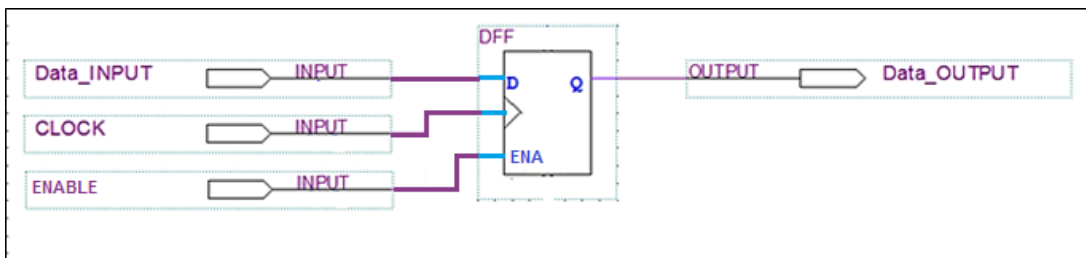 DFF
Data_INPUT INPUT
D Q
OUTPUT Data_OUTPUT
CLOCK INPUT
ENA
ENABLE INPUT